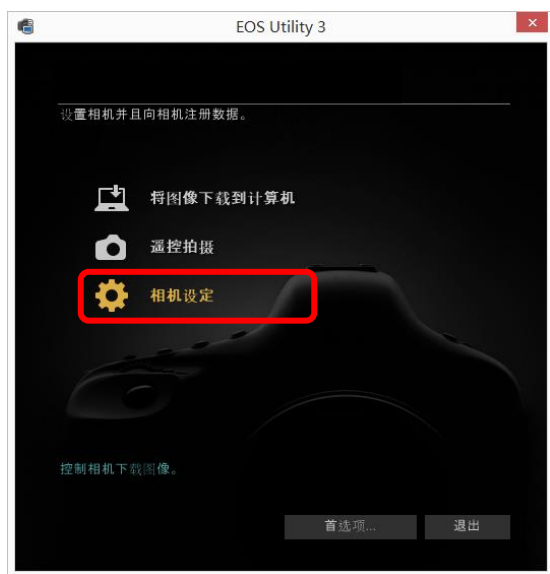 EOS Utility 3
设置相机并且向相机注册数据。
将图像下载到计算机
遥控拍摄
相机设定
控制相机下载图像。
首选项...
退出